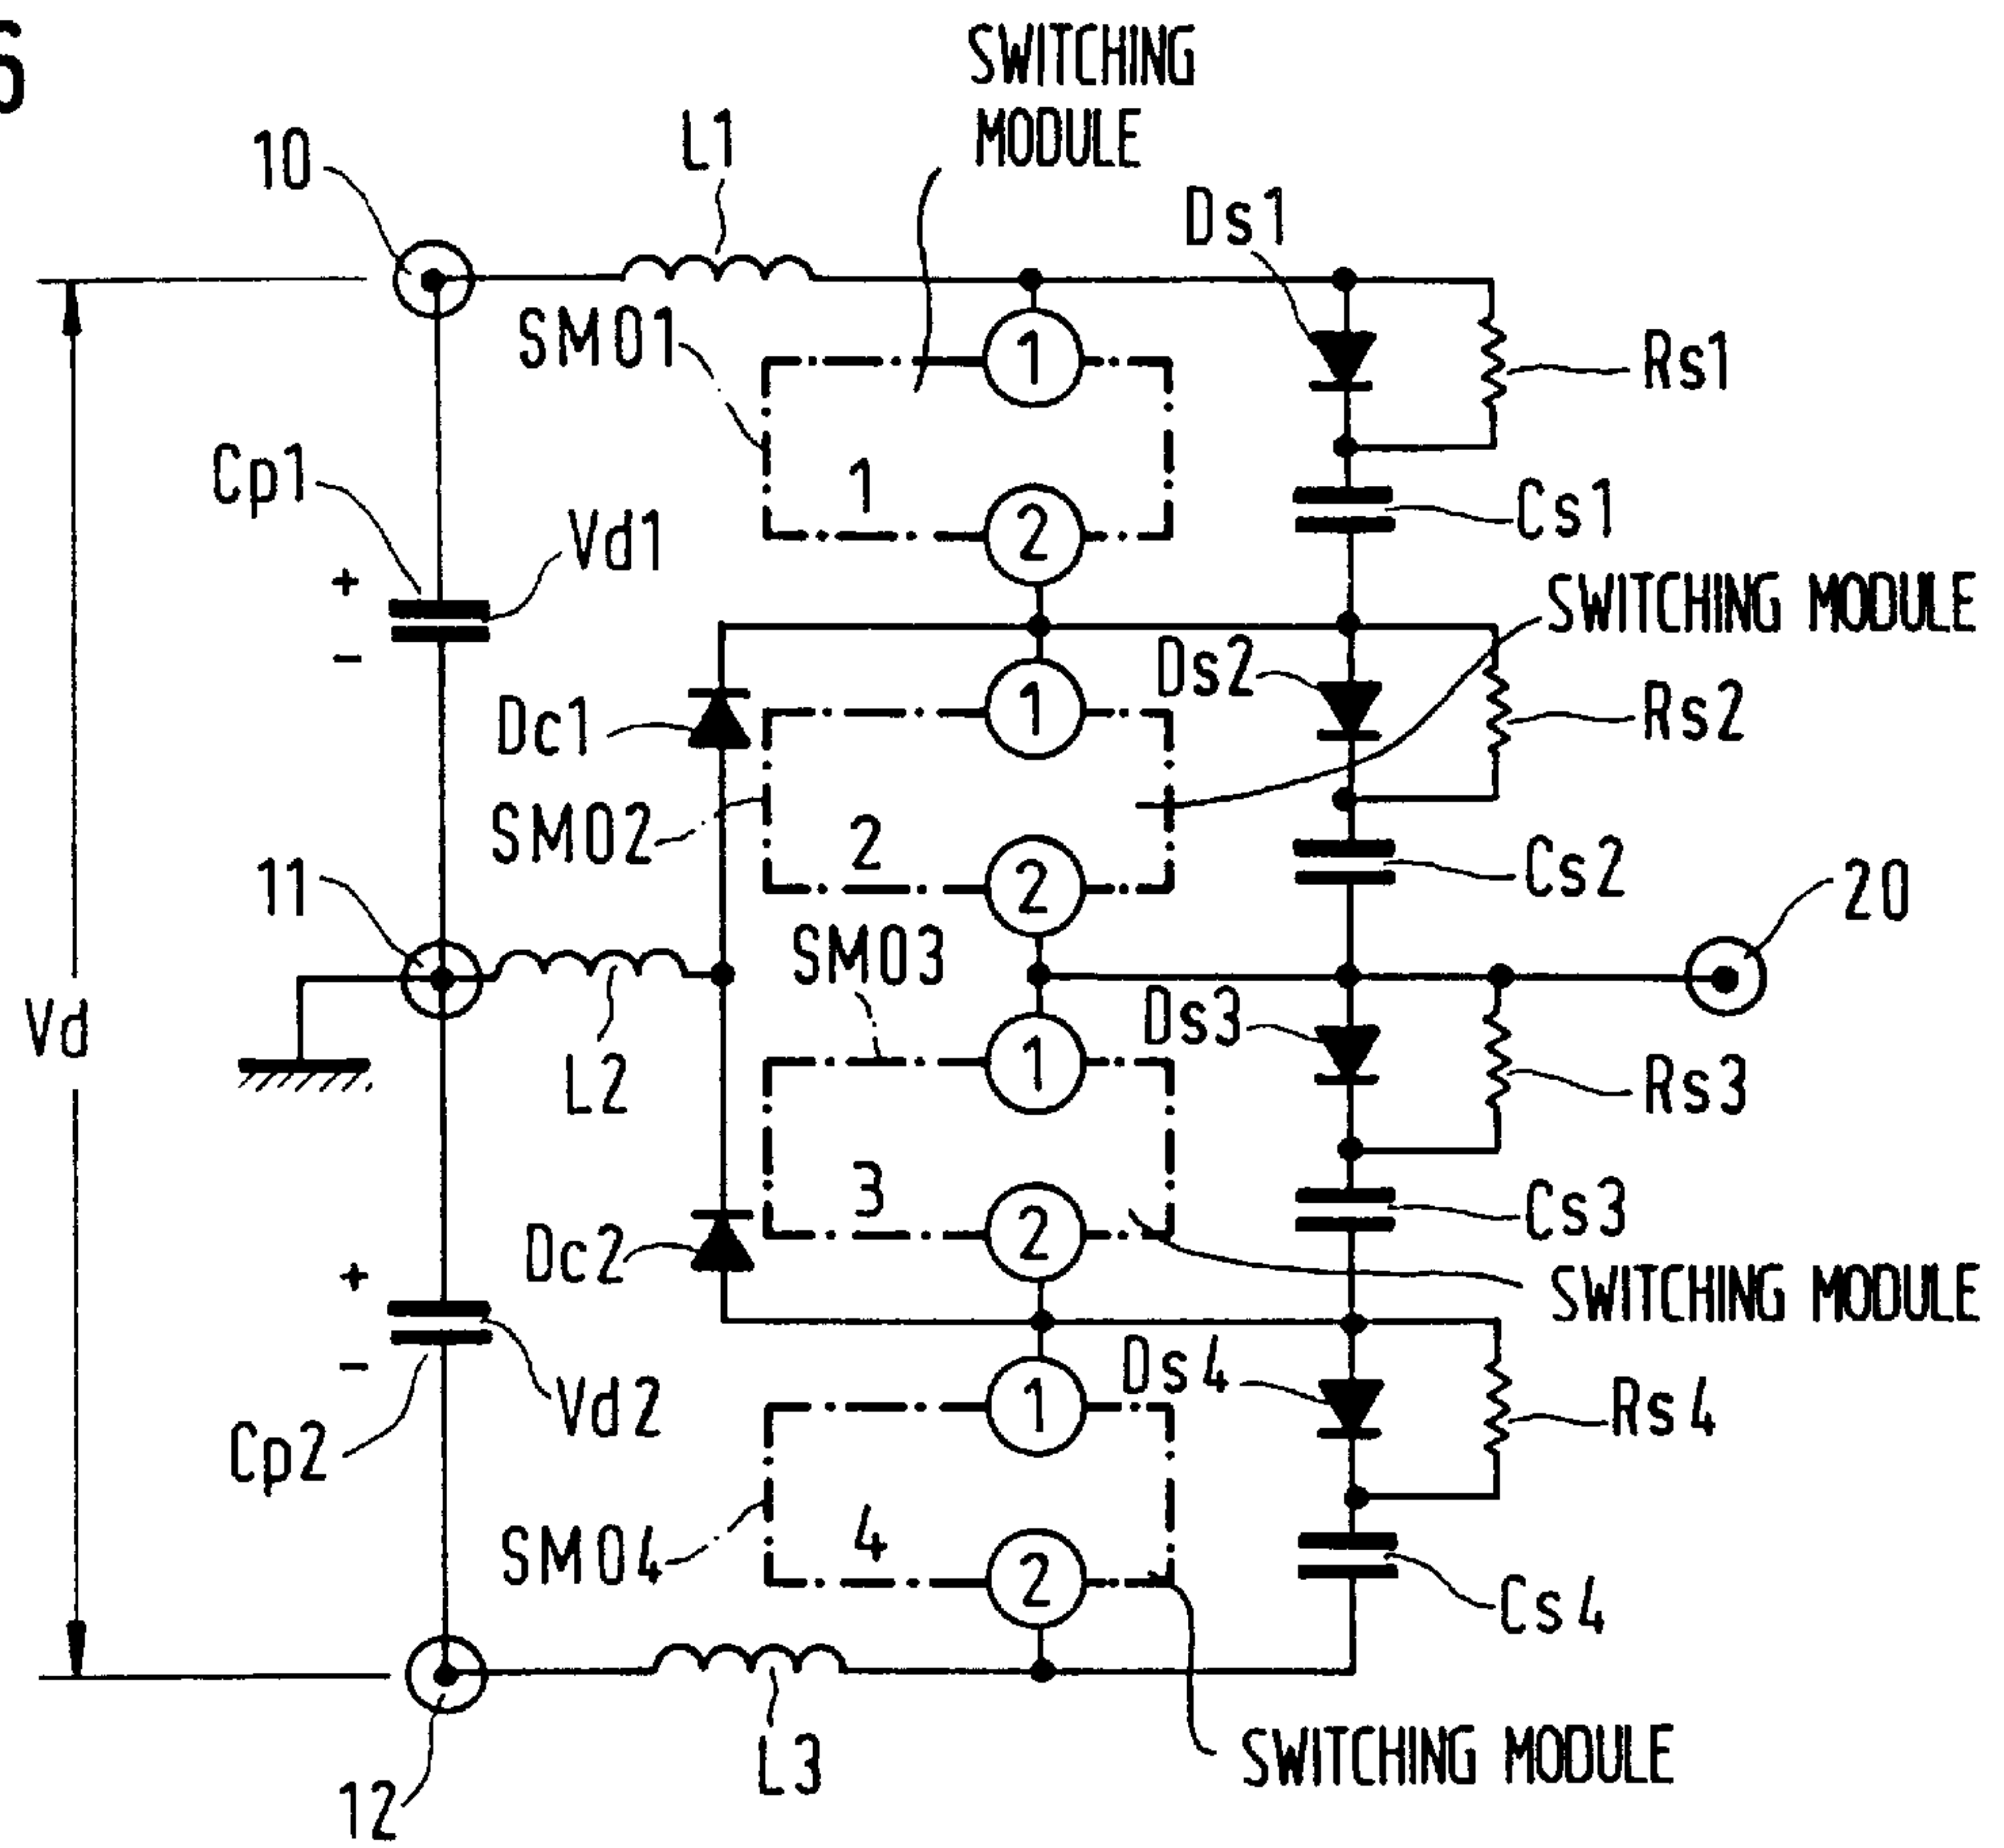 6
SWITCHING
MODULE
L1
10
Ds1
SM01
1
Rs1
Cp1
1
2
Cs1
Vd1
+
-
SWITCHING MODULE
Ds2
1
Rs2
Dc1
SM02
2
2
Cs2
11
20
SM03
Ds3
Vd
L2
1
Rs3
3
2
Cs3
Dc2
+
-
SWITCHING MODULE
Ds4
1
Rs4
Vd2
Cp2
SM04
4
2
Cs4
L3
SWITCHING MODULE
12